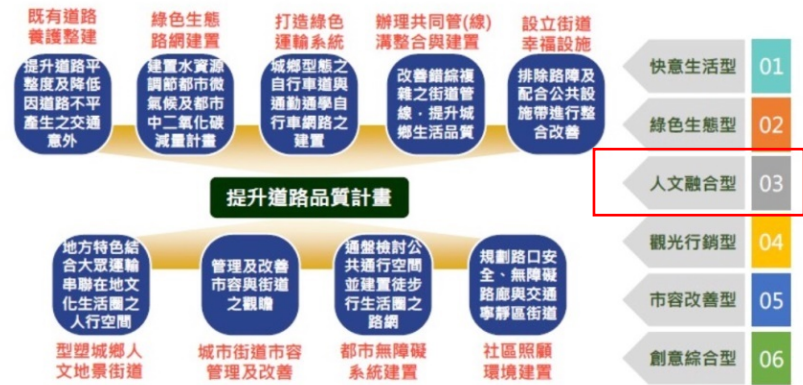 既有道路
養護整建
綠色生態
路網建置
打造綠色
運輸系統
辦理共同管(線)
溝整合與建置
設立街道
幸福設施
提升道路平
整度及降低
因道路不平
產生之交通
意外
建置水資源
調節都市微
氣候及都市
中二氧化碳
減量計畫
城鄉型態之
自行車道與
通勤通學自
行車網路之
建置
改善錯綜複
雜之街道管
線‧提升城
鄉生活品質
排除路障及
配合公共設
施帶進行整
合改善
提升道路品質計畫
地方特色結
合大眾運輸
串聯在地文
化生活圈之
人行空間
管理及改善
市容與街道
之觀瞻
通盤檢討公
共通行空間
並建置徒步
行生活圈之
路網
規劃路口安
全、無障礙
路廊與交通
寧靜區街道
型塑城鄉人
文地景街道
城市街道市容
管理及改善
都市無障礙
系統建置
社區照顧
環境建置
快意生活型 01
綠色生態型 02
人文融合型 03
觀光行銷型 04
市容改善型 05
創意綜合型 06